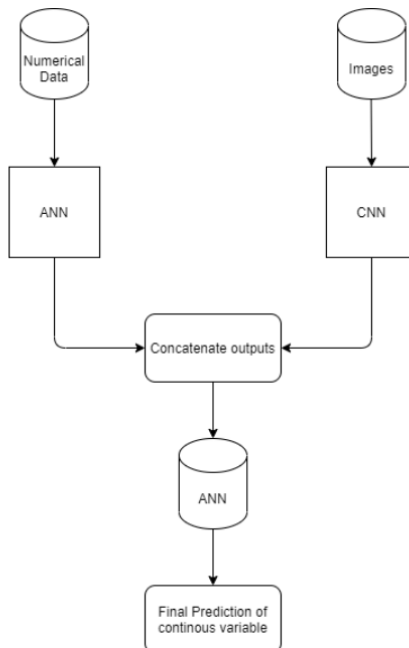 Numerical
Data
Images
ANN
CNN
Concatenate outputs
ANN
Final Prediction of
continous variable